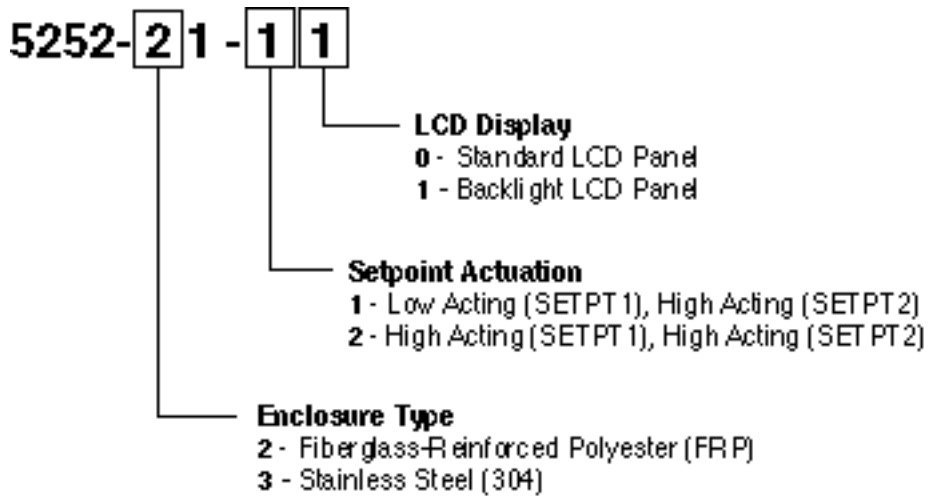 5252-21-11
LCD Display
0 - Standard LCD Panel
1 - Backlight LCD Panel
Setpoint Actuation
1 - Low Acting (SETPT1), High Acting (SETPT2)
2 - High Acting (SETPT1), High Acting (SETPT2)
Enclosure Type
2 - Fiberglass-Reinforced Polyester (FRP)
3 - Stainless Steel (304)